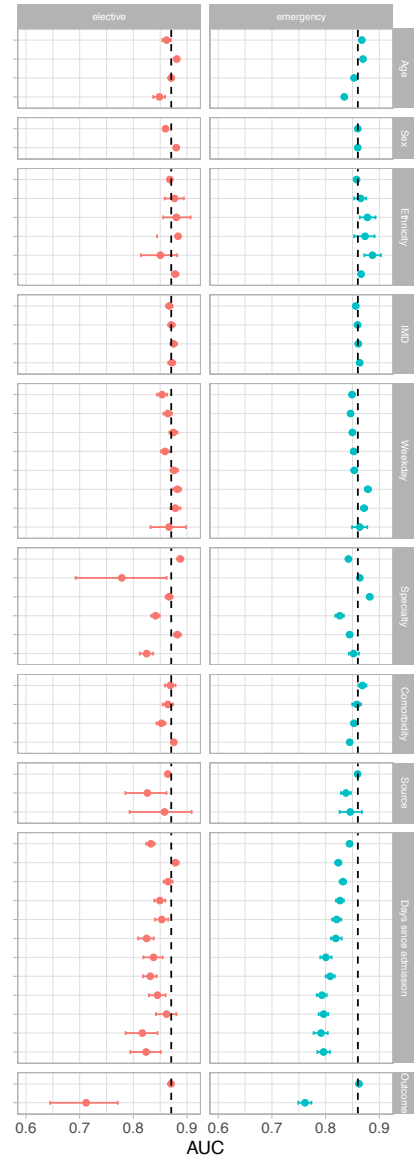 elective emergency
Age
Sex
Ethnicity
IMD
Weekday
Specialty
Comorbidity
Source
Days since admission
Outcome
0.6 0.7 0.8 0.9 0.6 0.7 0.8 0.9
AUC